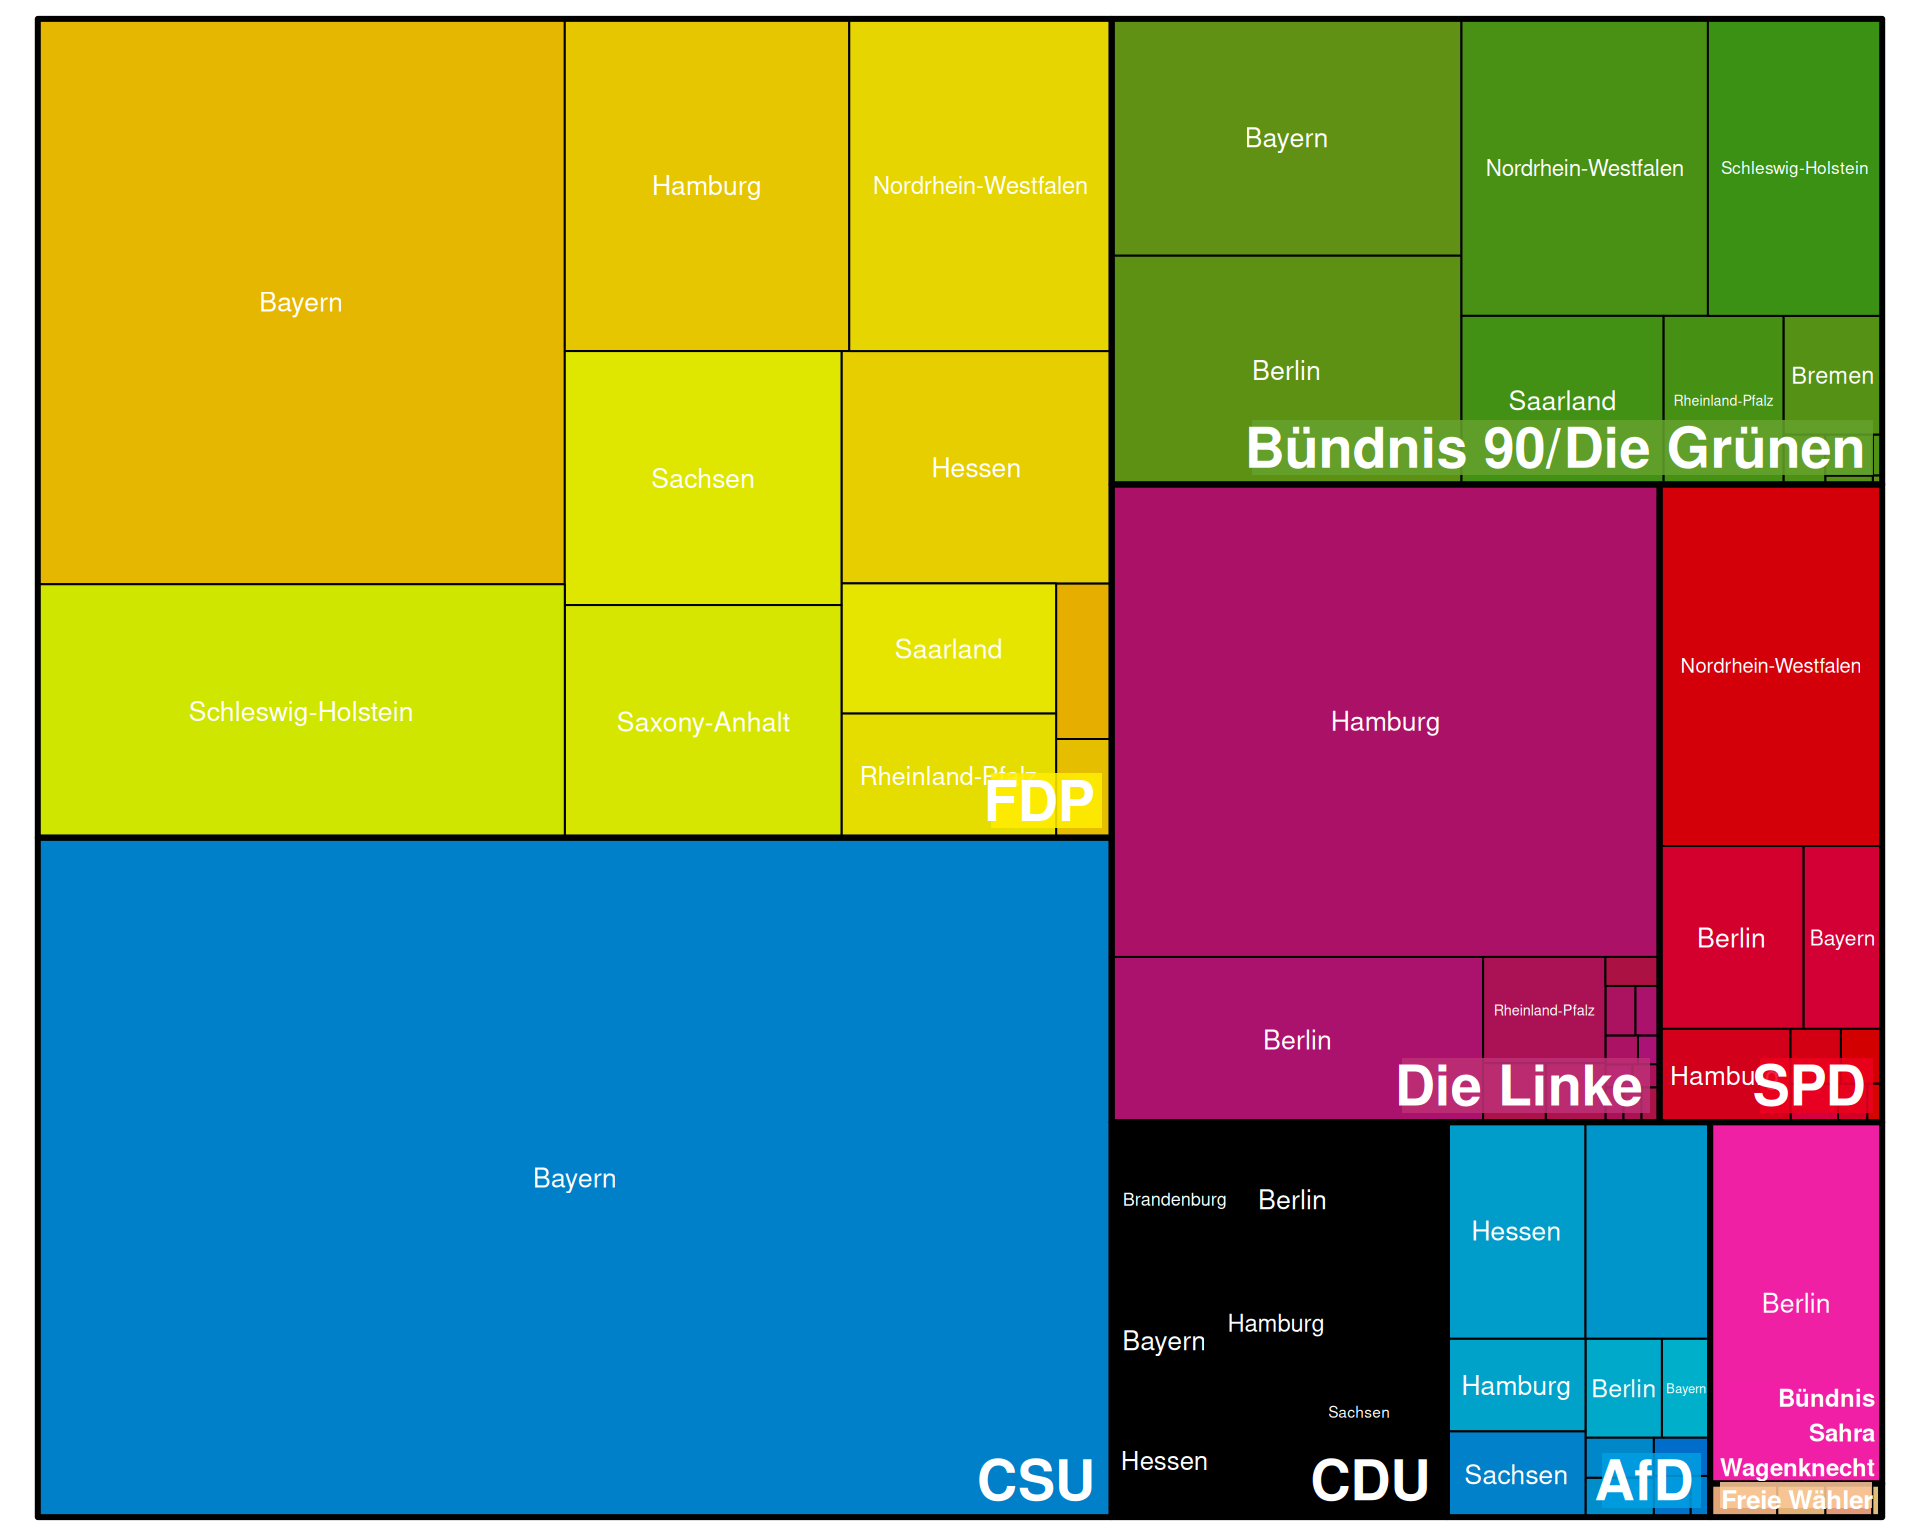 Bayern
Hamburg
Nordrhein-Westfalen
Sachsen
Hessen
Schleswig-Holstein
Saxony-Anhalt
Saarland
Rheinland-Pfalz
FDP
Bayern
CSU
Bayern
Nordrhein-Westfalen
Schleswig-Holstein
Berlin
Saarland
Rheinland-Pfalz
Bremen
Bündnis 90/Die Grünen
Hamburg
Berlin
Rheinland-Pfalz
Die Linke
Nordrhein-Westfalen
Berlin
Bayern
Hamburg
SPD
Brandenburg
Berlin
Bayern
Hamburg
Sachsen
Hessen
CDU
Hessen
Hamburg
Berlin
Bayern
Sachsen
AfD
Berlin
Bündnis
Sahra
Wagenknecht
Freie Wähler